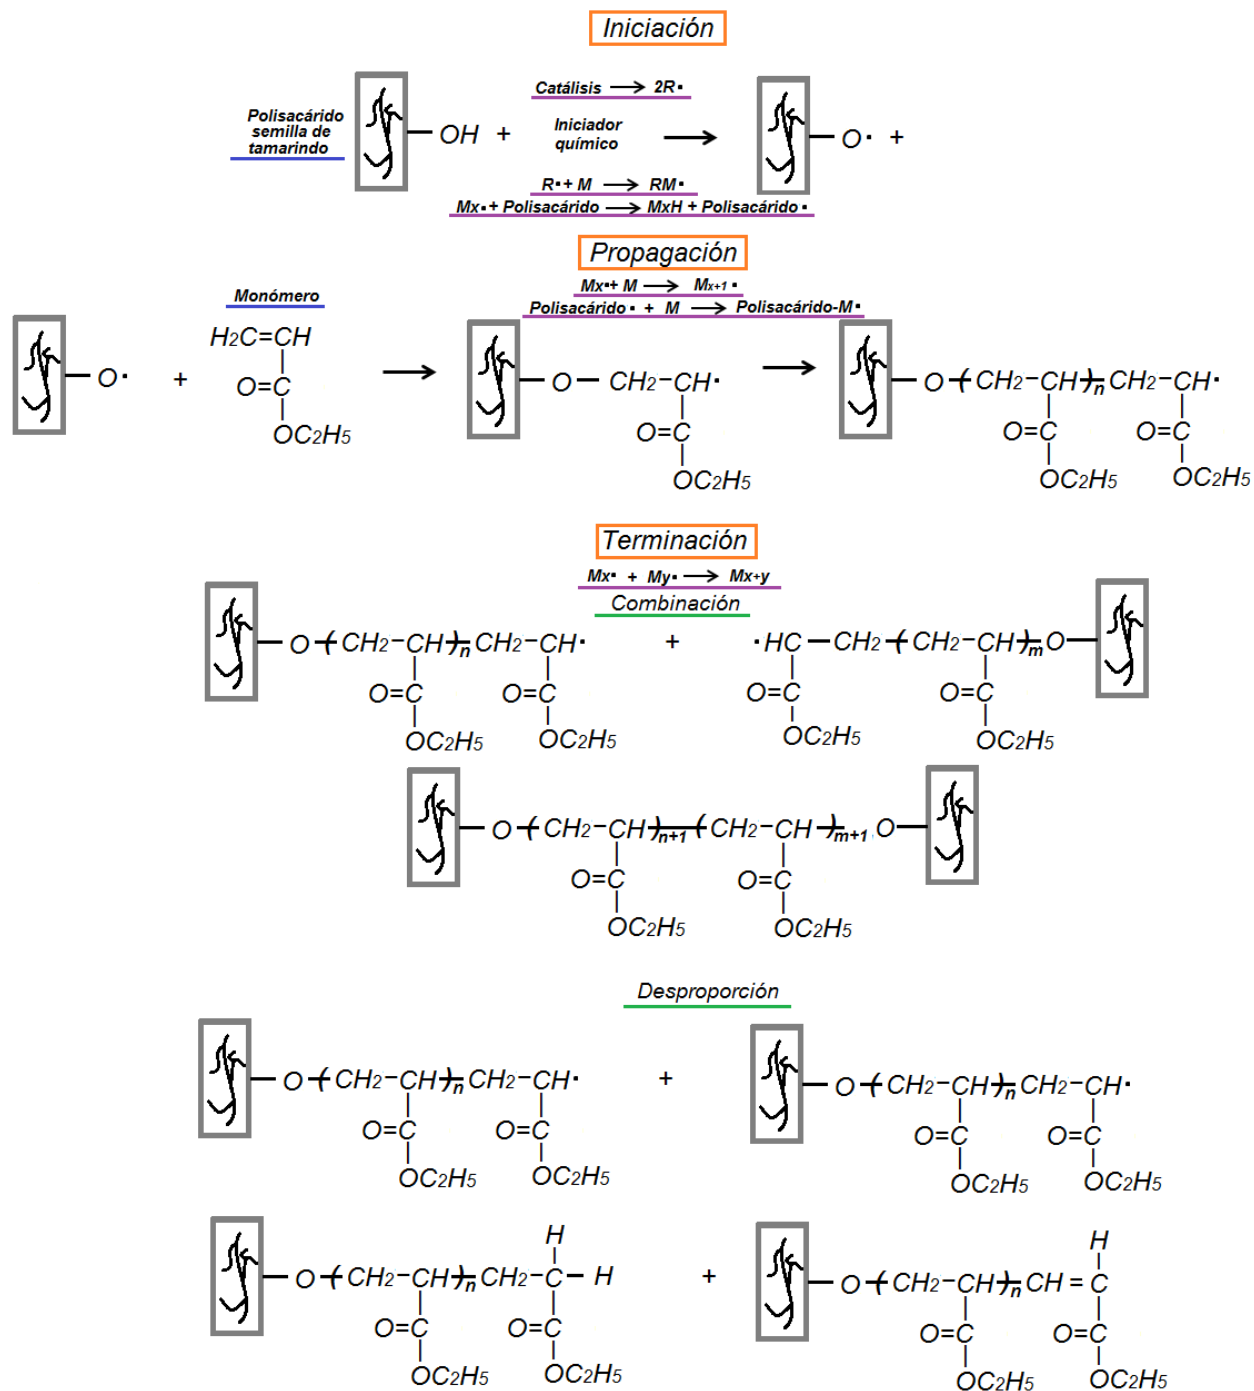 Iniciación
Catálisis → 2R·
Polisacárido
semilla de
tamarindo
OH + Iniciador
químico → O· +
R· + M → RM·
Mx· + Polisacárido → MxH + Polisacárido·
Propagación
Mx· + M → Mx+1·
Polisacárido· + M → Polisacárido-M·
Monómero
H2C=CH
O· + O=C → O — CH2–CH· → O–(CH2–CH)n CH2–CH·
OC2H5
O=C O=C O=C
OC2H5 OC2H5 OC2H5
Terminación
Mx· + My· → Mx+y
Combinación
O–(CH2–CH)n CH2–CH· + ·HC–CH2–(CH2–CH)m O
O=C O=C O=C O=C
OC2H5 OC2H5 OC2H5 OC2H5
O–(CH2–CH)n+1 (CH2–CH)m+1 O
O=C O=C
OC2H5 OC2H5
Desproporción
O–(CH2–CH)n CH2–CH· + O–(CH2–CH)n CH2–CH·
O=C O=C O=C O=C
OC2H5 OC2H5 OC2H5 OC2H5
H H
O–(CH2–CH)n CH2–C–H + O–(CH2–CH)n CH=C
O=C O=C O=C O=C
OC2H5 OC2H5 OC2H5 OC2H5